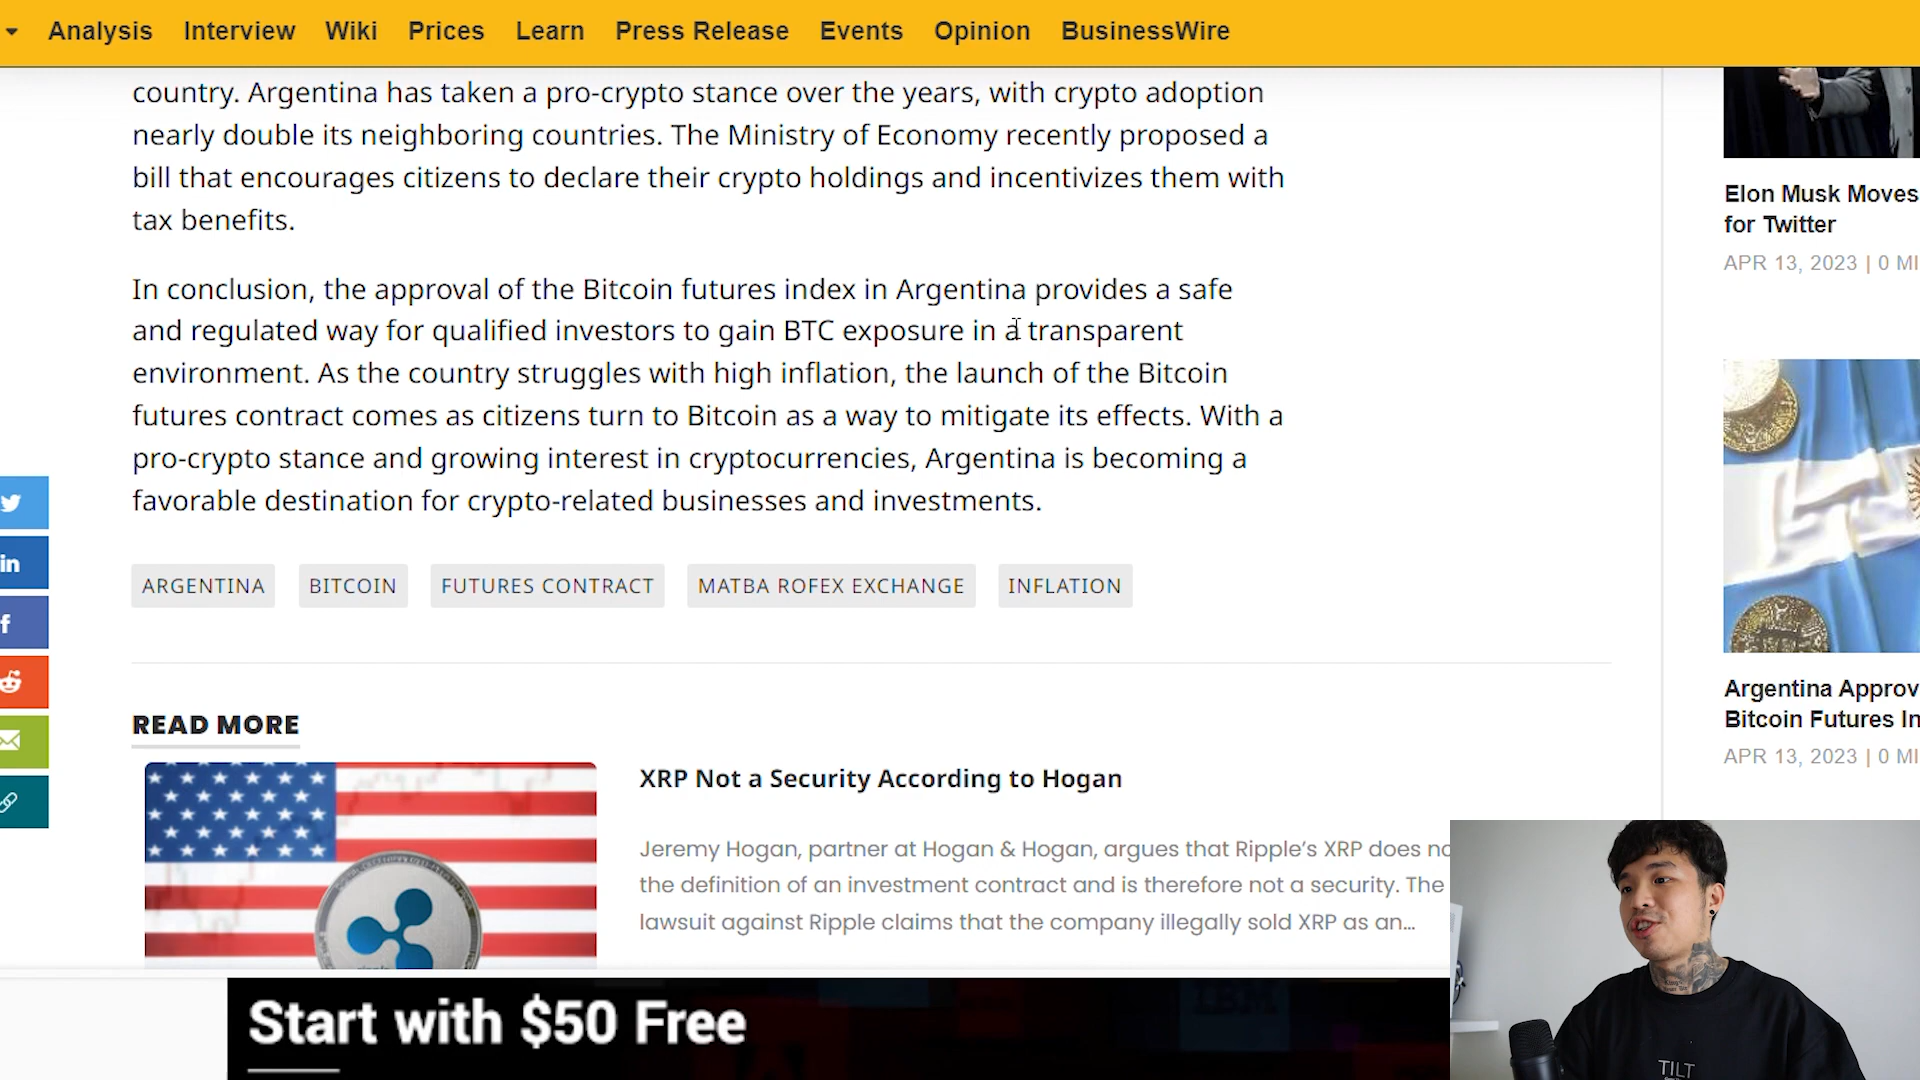 Analysis Interview Wiki Prices Learn Press Release Events Opinion BusinessWire
country. Argentina has taken a pro-crypto stance over the years, with crypto adoption
nearly double its neighboring countries. The Ministry of Economy recently proposed a
bill that encourages citizens to declare their crypto holdings and incentivizes them with
tax benefits.
In conclusion, the approval of the Bitcoin futures index in Argentina provides a safe
and regulated way for qualified investors to gain BTC exposure in a transparent
environment. As the country struggles with high inflation, the launch of the Bitcoin
futures contract comes as citizens turn to Bitcoin as a way to mitigate its effects. With a
pro-crypto stance and growing interest in cryptocurrencies, Argentina is becoming a
favorable destination for crypto-related businesses and investments.
ARGENTINA BITCOIN FUTURES CONTRACT MATBA ROFEX EXCHANGE INFLATION
READ MORE
XRP Not a Security According to Hogan
Jeremy Hogan, partner at Hogan & Hogan, argues that Ripple's XRP does
the definition of an investment contract and is therefore not a security. The
lawsuit against Ripple claims that the company illegally sold XRP as an...
Start with $50 Free
Elon Musk Moves
for Twitter
APR 13, 2023 | 0
Argentina Approv
Bitcoin Futures
APR 13, 2023 | 0
TILT